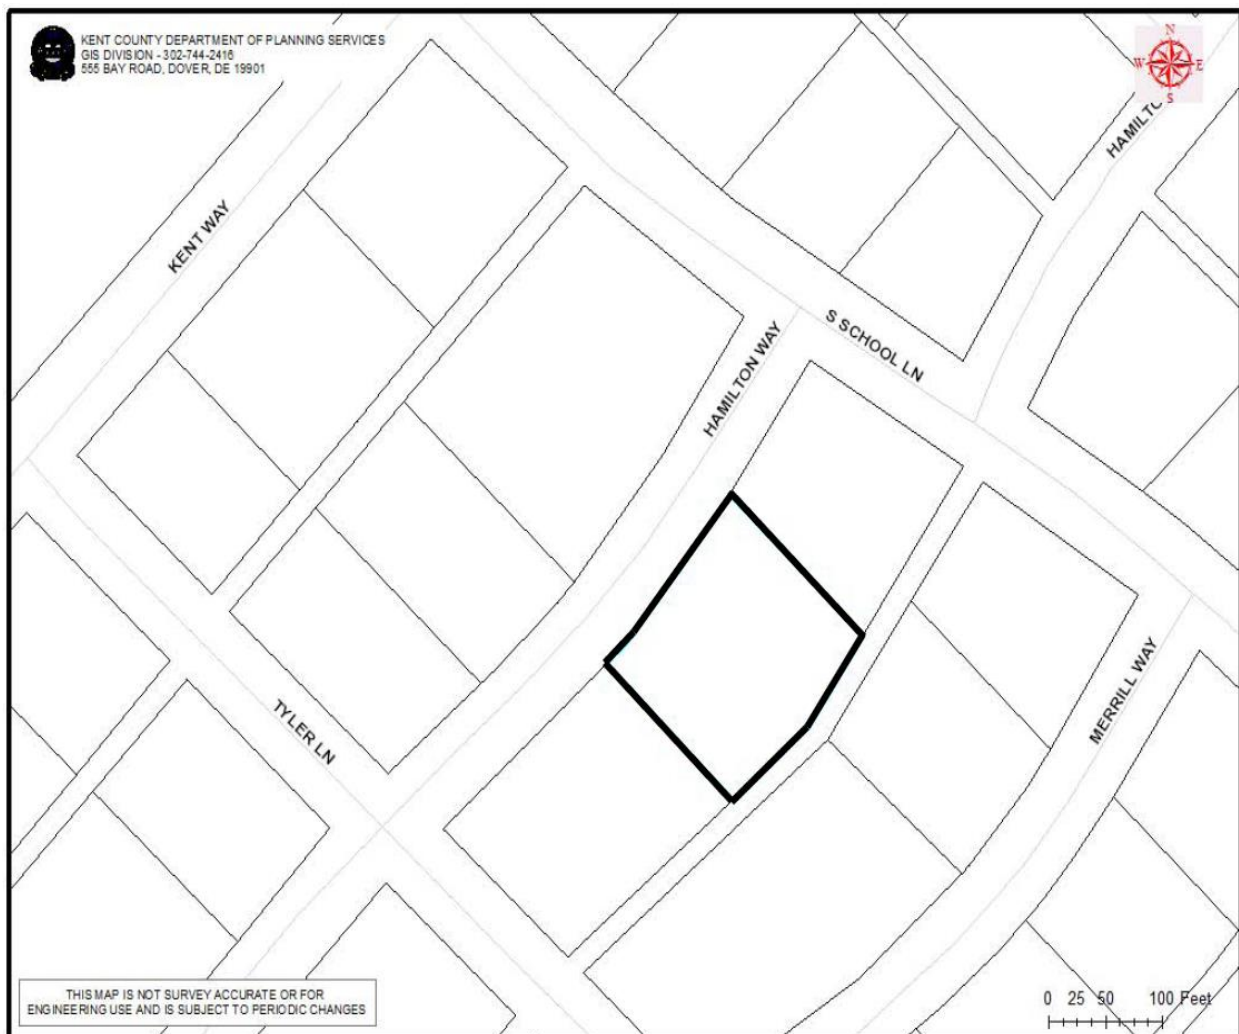 KENT COUNTY DEPARTMENT OF PLANNING SERVICES
GIS DIVISION - 302-744-2416
555 BAY ROAD, DOVER, DE 19901
N
W E
S
HAMILTO
KENT WAY
HAMILTON WAY
S SCHOOL LN
MERRILL WAY
TYLER LN
THIS MAP IS NOT SURVEY ACCURATE OR FOR
ENGINEERING USE AND IS SUBJECT TO PERIODIC CHANGES
0 25 50 100 Feet